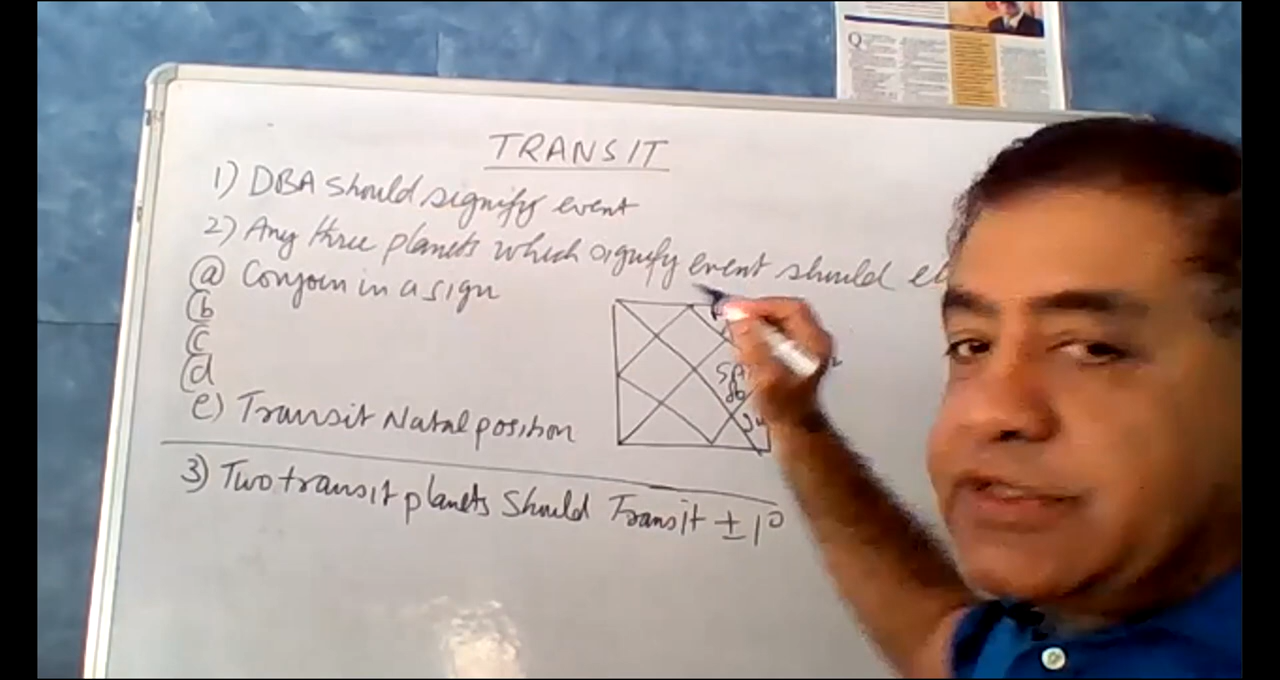 TRANSIT
1) DBA should signify event
2) Any three planets which signify event should
(a) Conjoin in a sign
(b
(c
(d
e) Transit Natal position
3) Two transit planets Should Transit ± 1°